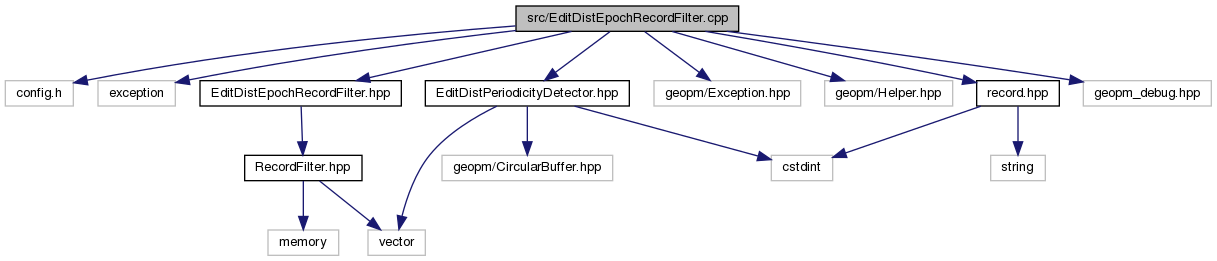 src/EditDistEpochRecordFilter.cpp
config.h
exception
EditDistEpochRecordFilter.hpp
EditDistPeriodicityDetector.hpp
geopm/Exception.hpp
geopm/Helper.hpp
record.hpp
geopm_debug.hpp
RecordFilter.hpp
geopm/CircularBuffer.hpp
cstdint
string
memory
vector